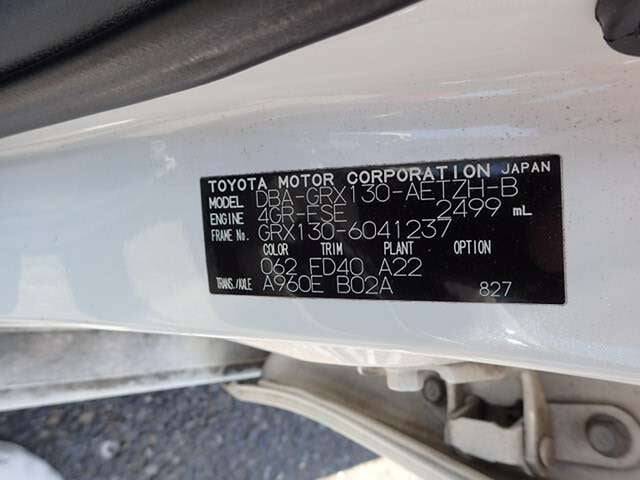 TOYOTA MOTOR CORPORATION JAPAN
MODEL DBA-GRX130-AETZH-B
ENGINE 4GR-FSE 2499 mL
FRAME No. GRX130-6041237
COLOR TRIM PLANT OPTION
062 FD40 A22
TRANS./AXLE A960E B02A 827